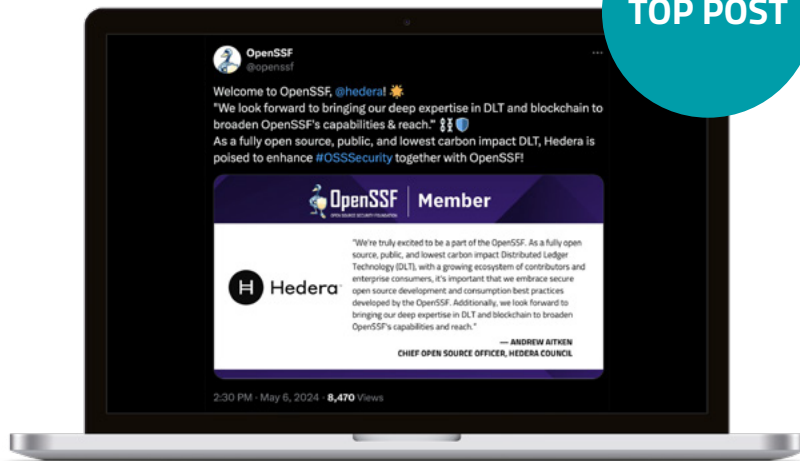 TOP POST
OpenSSF
@openssf
Welcome to OpenSSF, @hedera!
"We look forward to bringing our deep expertise in DLT and blockchain to
broaden OpenSSF's capabilities & reach."
As a fully open source, public, and lowest carbon impact DLT, Hedera is
poised to enhance #OSSSecurity together with OpenSSF!
OpenSSF | Member
OPEN SOURCE SECURITY FOUNDATION
"We're truly excited to be a part of the OpenSSF. As a fully open
source, public, and lowest carbon impact Distributed Ledger
Technology (DLT), with a growing ecosystem of contributors and
enterprise consumers, it's important that we embrace secure
open source development and consumption best practices
developed by the OpenSSF. Additionally, we look forward to
bringing our deep expertise in DLT and blockchain to broaden
OpenSSF's capabilities and reach."
H Hedera
— ANDREW AITKEN
CHIEF OPEN SOURCE OFFICER, HEDERA COUNCIL
2:30 PM · May 6, 2024 · 8,470 Views